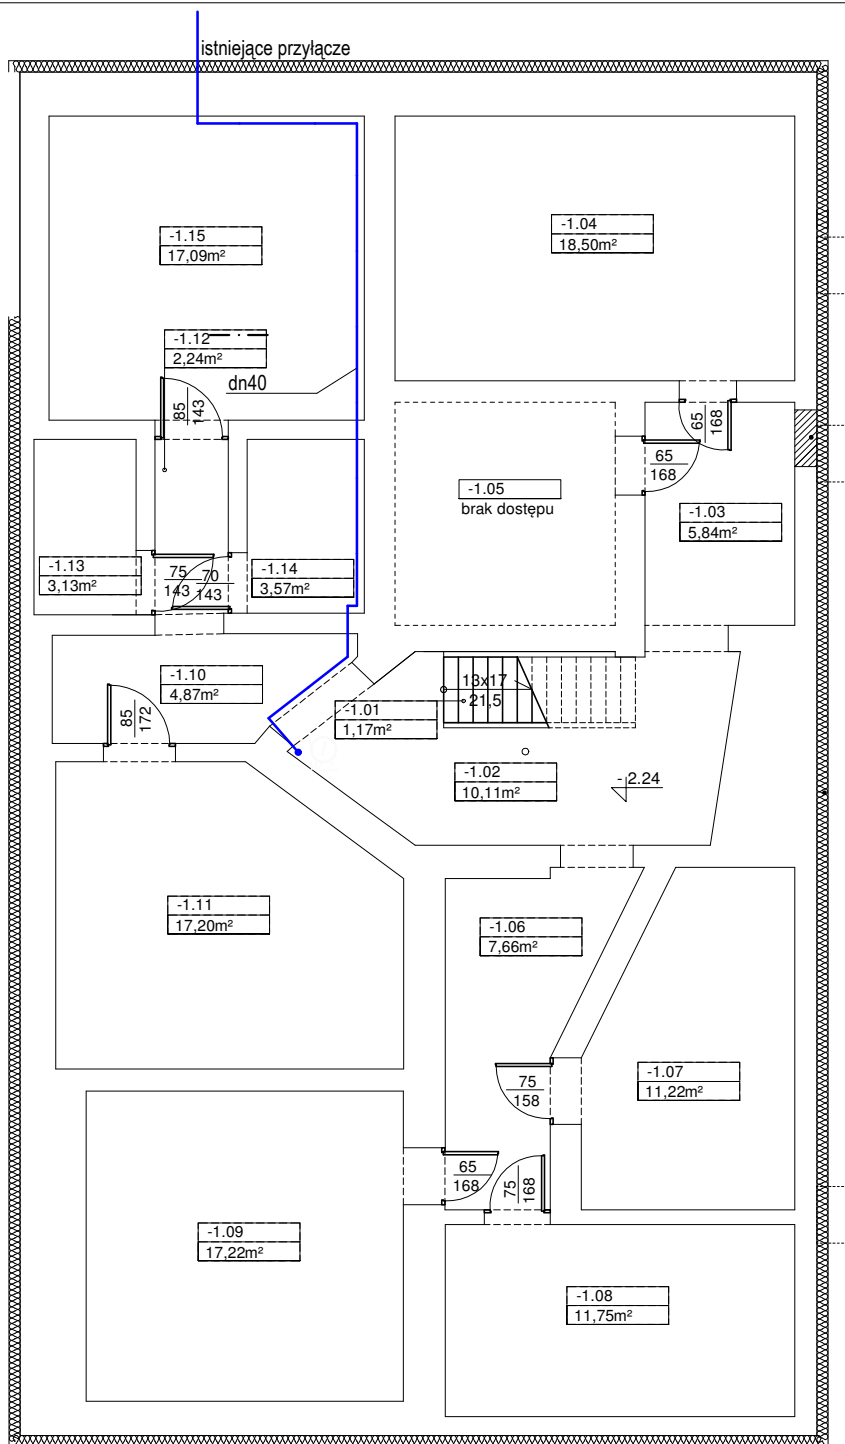 istniejące przyłącze
-1.15
17,09m²
-1.04
18,50m²
-1.12
2,24m²
dn40
85
143
65
168
65
168
-1.05
brak dostępu
-1.03
5,84m²
-1.13
3,13m²
75
143
70
143
-1.14
3,57m²
-1.10
4,87m²
85
172
-1.01
1,17m²
13x17
21,5
-1.02
10,11m²
- 2.24
-1.11
17,20m²
-1.06
7,66m²
75
158
-1.07
11,22m²
65
168
75
168
-1.09
17,22m²
-1.08
11,75m²